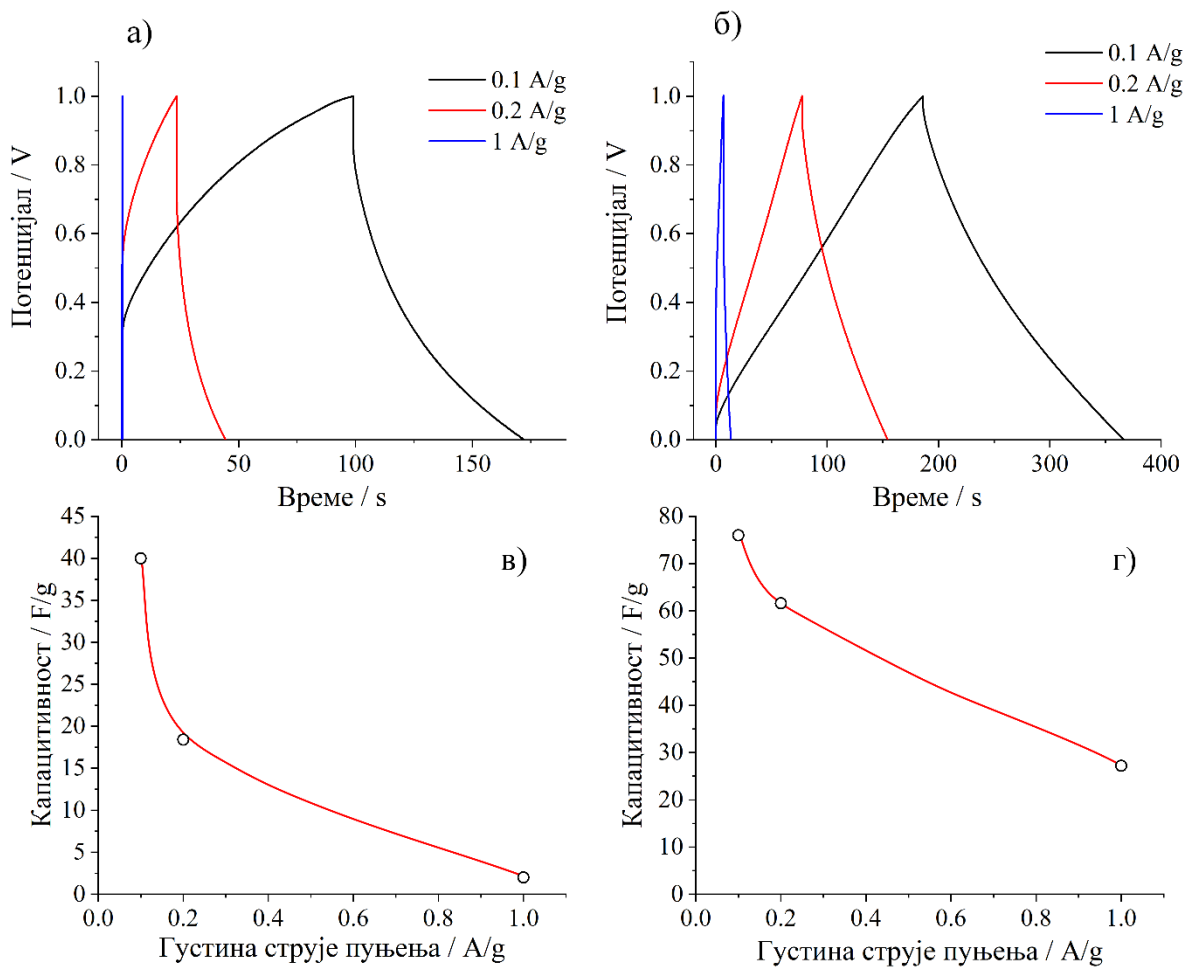 а)
0.1 A/g
0.2 A/g
1 A/g
1.0
0.8
0.6
0.4
0.2
0.0
Потенцијал / V
0 50 100 150
Време / s
б)
0.1 A/g
0.2 A/g
1 A/g
1.0
0.8
0.6
0.4
0.2
0.0
Потенцијал / V
0 100 200 300 400
Време / s
в)
45
40
35
30
25
20
15
10
5
0
Капацитивност / F/g
0.0 0.2 0.4 0.6 0.8 1.0
Густина струје пуњења / A/g
г)
80
70
60
50
40
30
20
10
0
Капацитивност / F/g
0.0 0.2 0.4 0.6 0.8 1.0
Густина струје пуњења / A/g